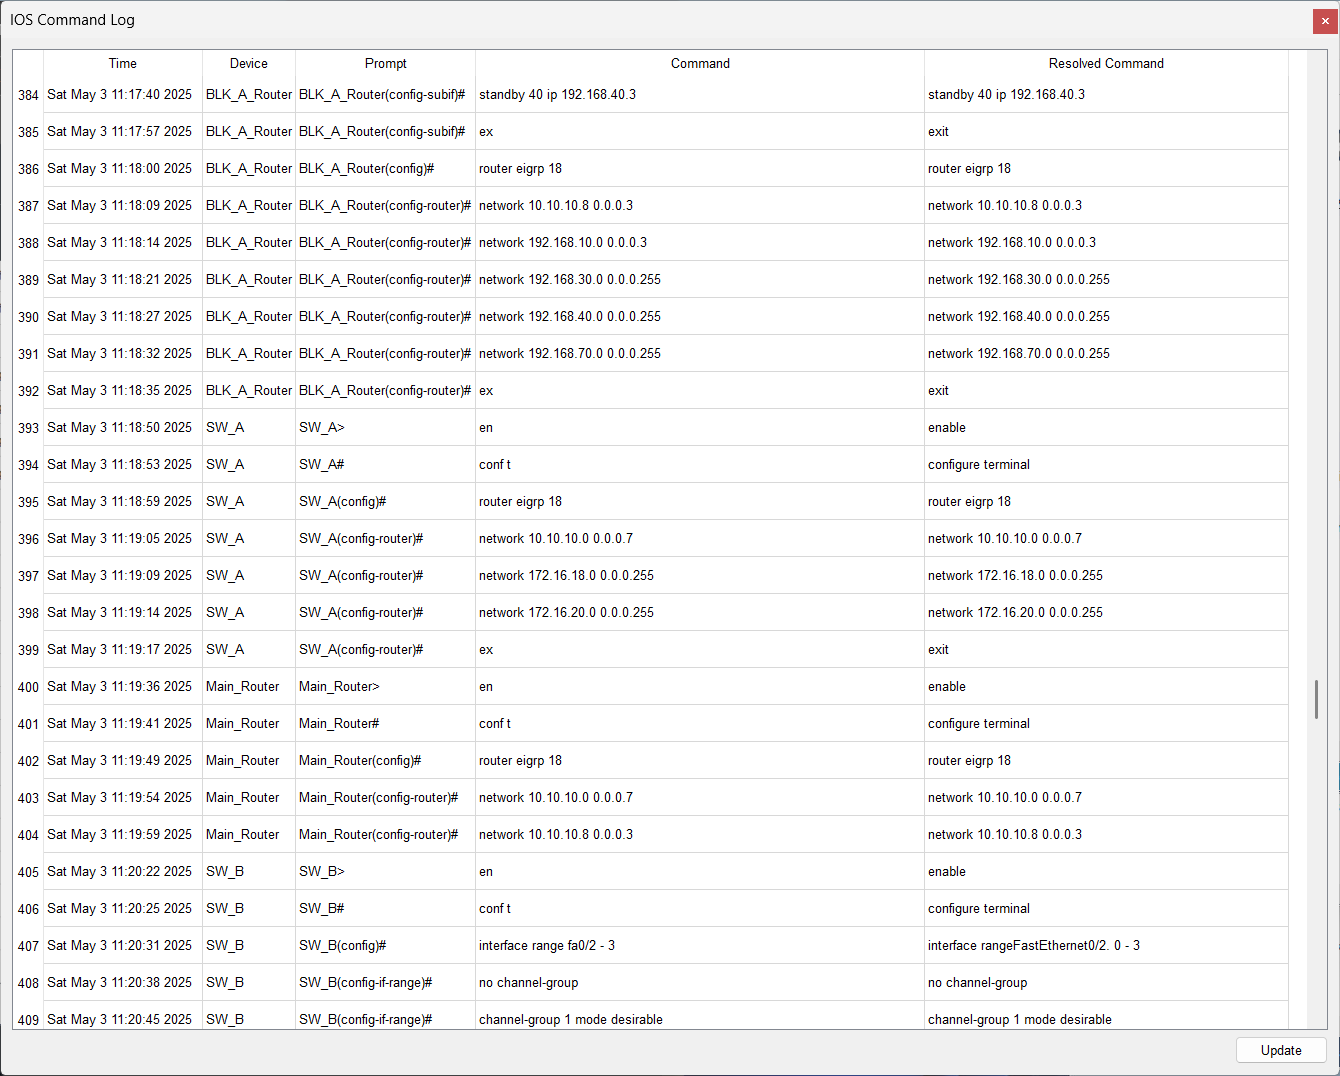 IOS Command Log
Time Device Prompt Command Resolved Command
384 Sat May 3 11:17:40 2025 BLK_A_Router BLK_A_Router(config-subif)# standby 40 ip 192.168.40.3 standby 40 ip 192.168.40.3
385 Sat May 3 11:17:57 2025 BLK_A_Router BLK_A_Router(config-subif)# ex exit
386 Sat May 3 11:18:00 2025 BLK_A_Router BLK_A_Router(config)# router eigrp 18 router eigrp 18
387 Sat May 3 11:18:09 2025 BLK_A_Router BLK_A_Router(config-router)# network 10.10.10.8 0.0.0.3 network 10.10.10.8 0.0.0.3
388 Sat May 3 11:18:14 2025 BLK_A_Router BLK_A_Router(config-router)# network 192.168.10.0 0.0.0.3 network 192.168.10.0 0.0.0.3
389 Sat May 3 11:18:21 2025 BLK_A_Router BLK_A_Router(config-router)# network 192.168.30.0 0.0.0.255 network 192.168.30.0 0.0.0.255
390 Sat May 3 11:18:27 2025 BLK_A_Router BLK_A_Router(config-router)# network 192.168.40.0 0.0.0.255 network 192.168.40.0 0.0.0.255
391 Sat May 3 11:18:32 2025 BLK_A_Router BLK_A_Router(config-router)# network 192.168.70.0 0.0.0.255 network 192.168.70.0 0.0.0.255
392 Sat May 3 11:18:35 2025 BLK_A_Router BLK_A_Router(config-router)# ex exit
393 Sat May 3 11:18:50 2025 SW_A SW_A> en enable
394 Sat May 3 11:18:53 2025 SW_A SW_A# conf t configure terminal
395 Sat May 3 11:18:59 2025 SW_A SW_A(config)# router eigrp 18 router eigrp 18
396 Sat May 3 11:19:05 2025 SW_A SW_A(config-router)# network 10.10.10.0 0.0.0.7 network 10.10.10.0 0.0.0.7
397 Sat May 3 11:19:09 2025 SW_A SW_A(config-router)# network 172.16.18.0 0.0.0.255 network 172.16.18.0 0.0.0.255
398 Sat May 3 11:19:14 2025 SW_A SW_A(config-router)# network 172.16.20.0 0.0.0.255 network 172.16.20.0 0.0.0.255
399 Sat May 3 11:19:17 2025 SW_A SW_A(config-router)# ex exit
400 Sat May 3 11:19:36 2025 Main_Router Main_Router> en enable
401 Sat May 3 11:19:41 2025 Main_Router Main_Router# conf t configure terminal
402 Sat May 3 11:19:49 2025 Main_Router Main_Router(config)# router eigrp 18 router eigrp 18
403 Sat May 3 11:19:54 2025 Main_Router Main_Router(config-router)# network 10.10.10.0 0.0.0.7 network 10.10.10.0 0.0.0.7
404 Sat May 3 11:19:59 2025 Main_Router Main_Router(config-router)# network 10.10.10.8 0.0.0.3 network 10.10.10.8 0.0.0.3
405 Sat May 3 11:20:22 2025 SW_B SW_B> en enable
406 Sat May 3 11:20:25 2025 SW_B SW_B# conf t configure terminal
407 Sat May 3 11:20:31 2025 SW_B SW_B(config)# interface range fa0/2 - 3 interface rangeFastEthernet0/2. 0 - 3
408 Sat May 3 11:20:38 2025 SW_B SW_B(config-if-range)# no channel-group no channel-group
409 Sat May 3 11:20:45 2025 SW_B SW_B(config-if-range)# channel-group 1 mode desirable channel-group 1 mode desirable
Update